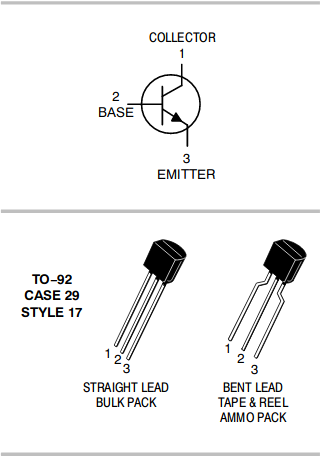 COLLECTOR
1
2
BASE
3
EMITTER
TO−92
CASE 29
STYLE 17
1
2
3
STRAIGHT LEAD
BULK PACK
1
2
3
BENT LEAD
TAPE & REEL
AMMO PACK